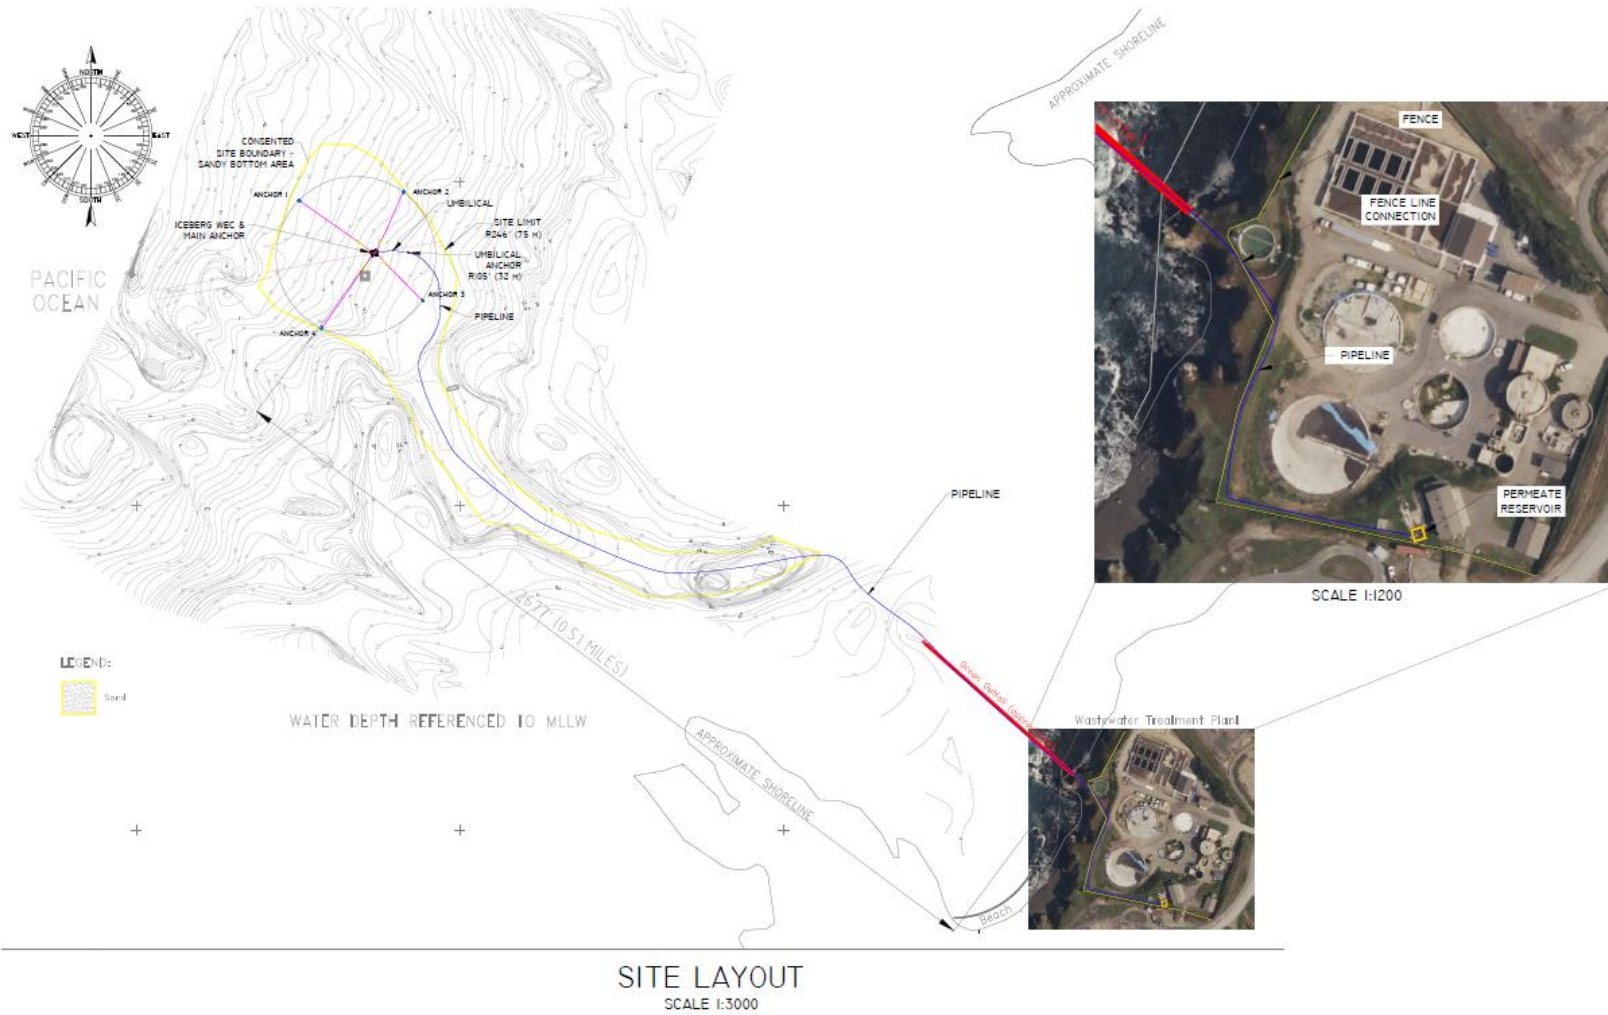 NORTH
WEST
EAST
SOUTH
CONSENTED
SITE BOUNDARY -
SANDY BOTTOM AREA
ANCHOR 1
ANCHOR 2
UMBILICAL
ICEBERG WEC &
MAIN ANCHOR
SITE LIMIT
R246' (75 M)
UMBILICAL
ANCHOR
R105' (32 M)
ANCHOR 3
PIPELINE
ANCHOR 4
PACIFIC
OCEAN
APPROXIMATE SHORELINE
FENCE
FENCE LINE
CONNECTION
PIPELINE
PERMEATE
RESERVOIR
SCALE 1:1200
PIPELINE
2677' (0.51 MILES)
LEGEND:
Sand
WATER DEPTH REFERENCED TO MLLW
APPROXIMATE SHORELINE
Ocean Outfall
Wastywater Treatment Plant
Beach
SITE LAYOUT
SCALE 1:3000